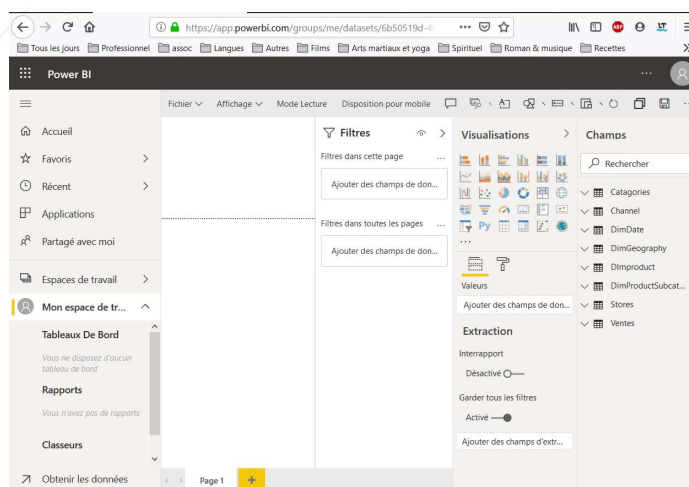 https://app.powerbi.com/groups/me/datasets/6b50519d-4
Tous les jours Professionnel assoc Langues Autres Films Arts martiaux et yoga Spirituel Roman & musique Recettes
Power BI
Fichier Affichage Mode Lecture Disposition pour mobile
Accueil
Favoris
Récent
Applications
Partagé avec moi
Espaces de travail
Mon espace de tr...
Tableaux De Bord
Vous ne disposez d'aucun
tableau de bord
Rapports
Vous n'avez pas de rapports
Classeurs
Obtenir les données
Filtres
Filtres dans cette page ...
Ajouter des champs de don...
Filtres dans toutes les pages ...
Ajouter des champs de don...
Page 1
Visualisations
Py
...
Valeurs
Ajouter des champs de don...
Extraction
Interrapport
Désactivé
Garder tous les filtres
Activé
Ajouter des champs d'extr...
Champs
Rechercher
Catagories
Channel
DimDate
DimGeography
DImproduct
DimProductSubcat...
Stores
Ventes